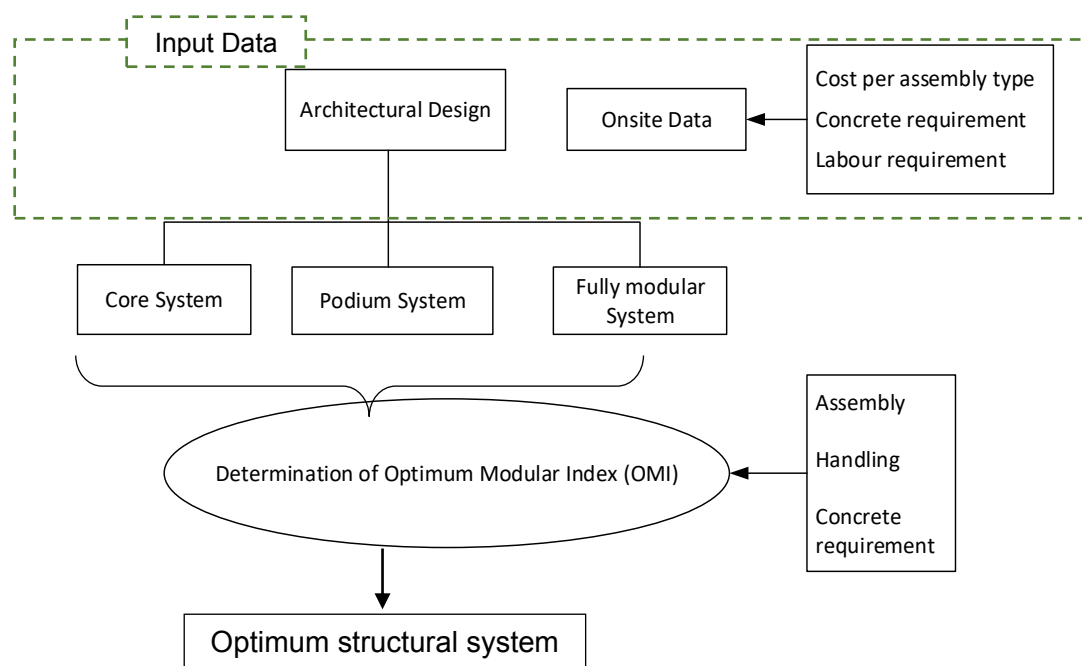 Input Data
Architectural Design
Onsite Data
Cost per assembly type
Concrete requirement
Labour requirement
Core System
Podium System
Fully modular
System
Determination of Optimum Modular Index (OMI)
Assembly
Handling
Concrete
requirement
Optimum structural system